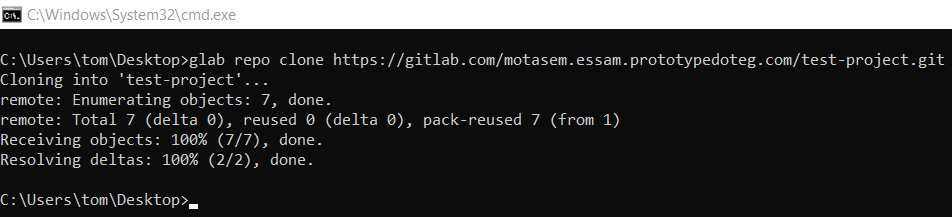 C:\Windows\System32\cmd.exe
C:\Users\tom\Desktop>glab repo clone https://gitlab.com/motasem.essam.prototypedoteg.com/test-project.git
Cloning into 'test-project'...
remote: Enumerating objects: 7, done.
remote: Total 7 (delta 0), reused 0 (delta 0), pack-reused 7 (from 1)
Receiving objects: 100% (7/7), done.
Resolving deltas: 100% (2/2), done.
C:\Users\tom\Desktop>